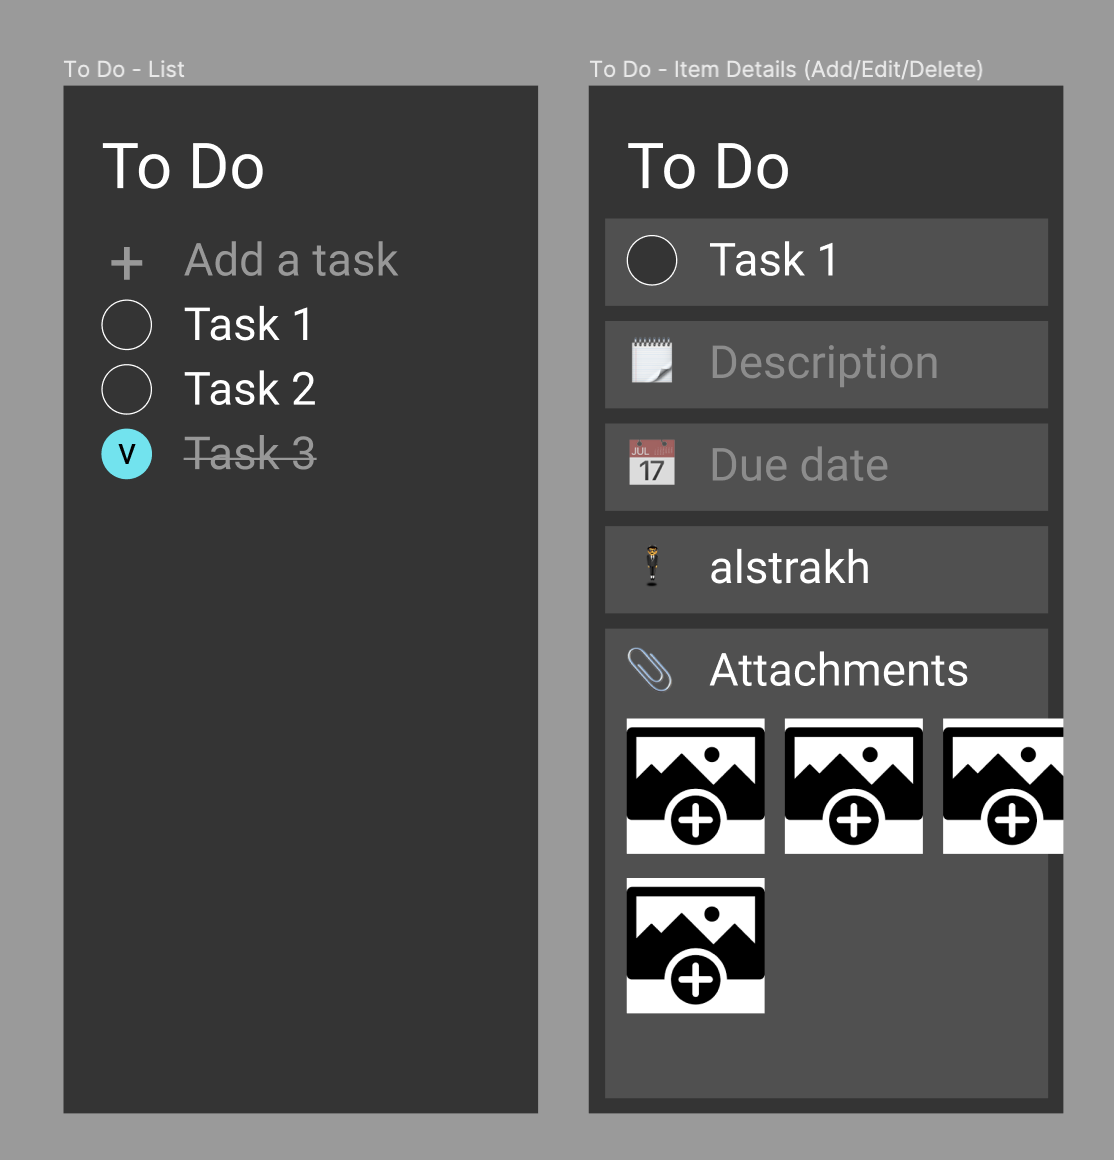 To Do - List
To Do
+ Add a task
Task 1
Task 2
V Task 3
To Do - Item Details (Add/Edit/Delete)
To Do
Task 1
Description
JUL
17
Due date
alstrakh
Attachments